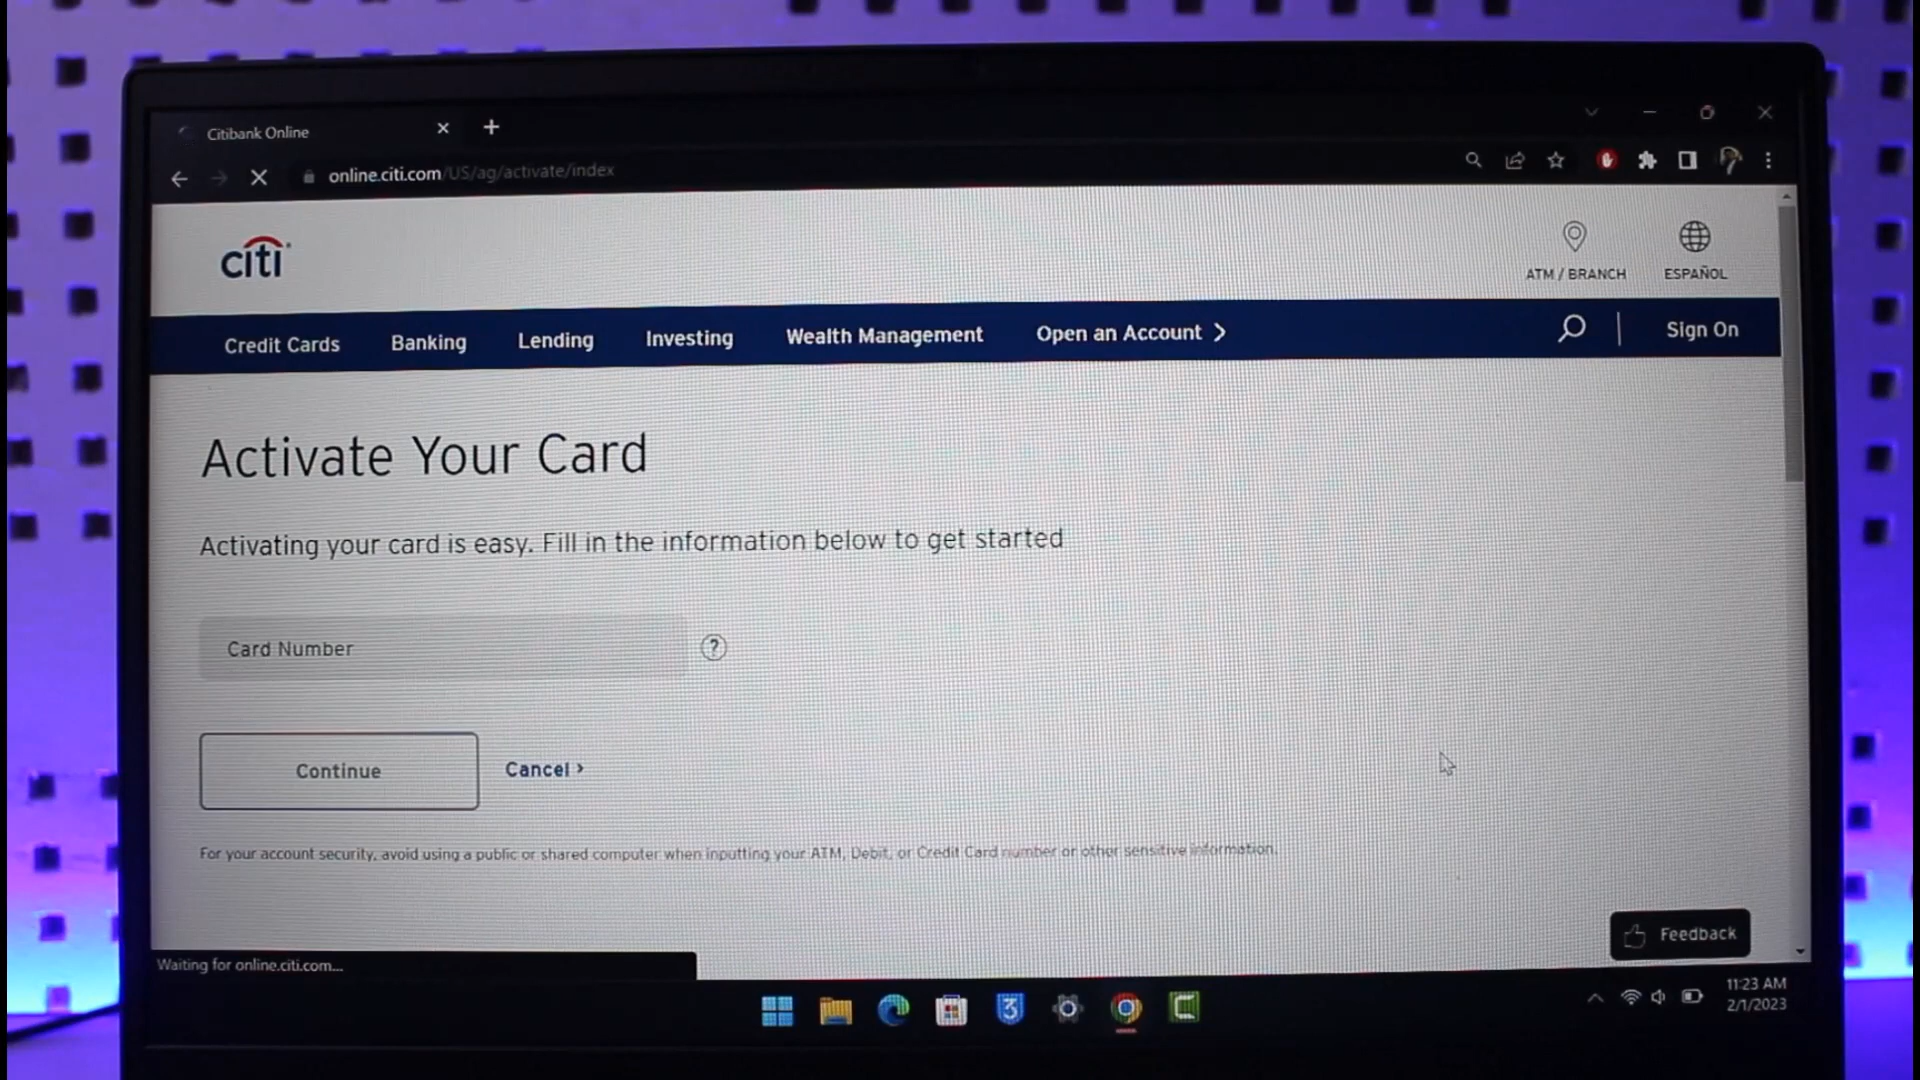 Citibank Online
online.citi.com/US/ag/activate/index
citi
ATM / BRANCH
ESPAÑOL
Credit Cards
Banking
Lending
Investing
Wealth Management
Open an Account
Sign On
Activate Your Card
Activating your card is easy. Fill in the information below to get started
Card Number
?
Continue
Cancel
For your account security, avoid using a public or shared computer when inputting your ATM, Debit, or Credit Card number or other sensitive information.
Feedback
Waiting for online.citi.com...
3
C
11:23 AM
2/1/2023